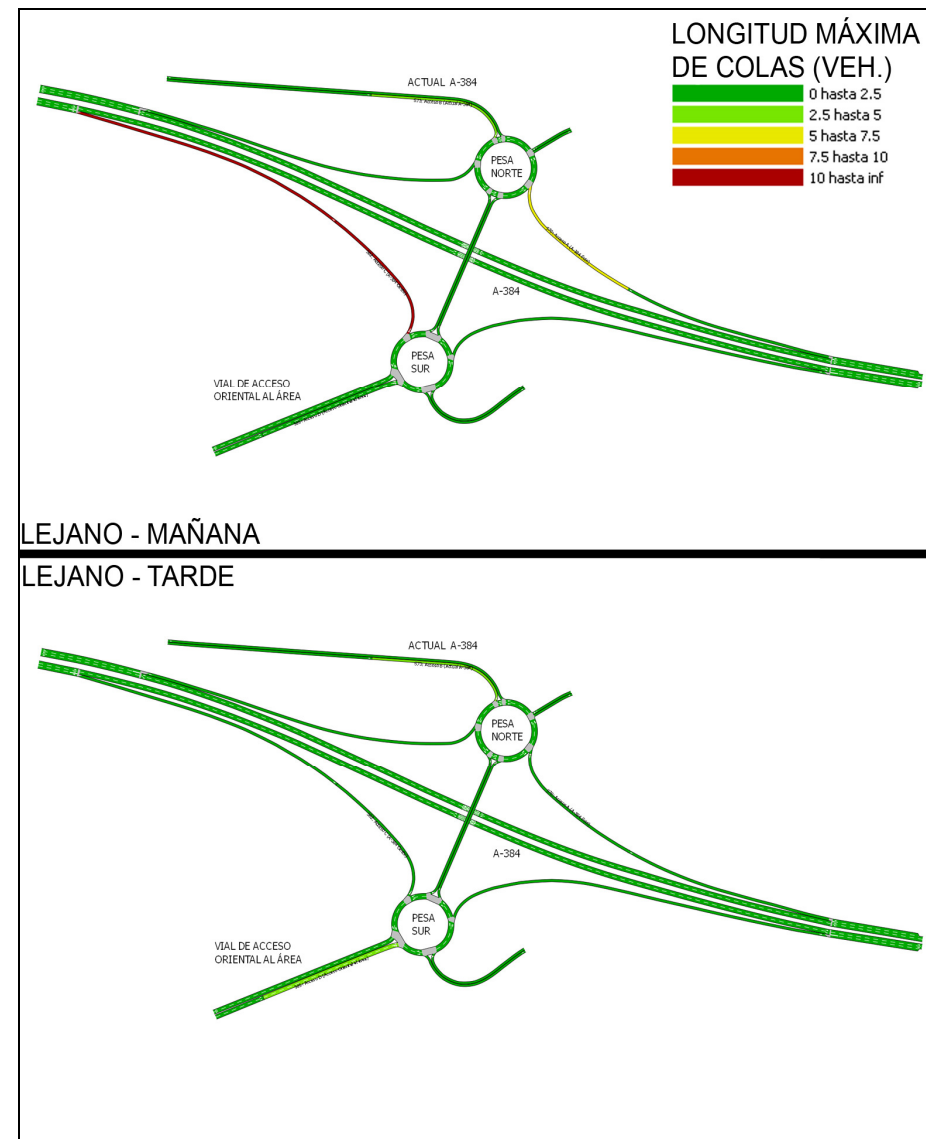 LONGITUD MÁXIMA
DE COLAS (VEH.)
0 hasta 2.5
2.5 hasta 5
5 hasta 7.5
7.5 hasta 10
10 hasta inf
ACTUAL A-384
PESA
NORTE
A-384
PESA
SUR
VIAL DE ACCESO
ORIENTAL AL ÁREA
LEJANO - MAÑANA
LEJANO - TARDE
ACTUAL A-384
PESA
NORTE
A-384
PESA
SUR
VIAL DE ACCESO
ORIENTAL AL ÁREA